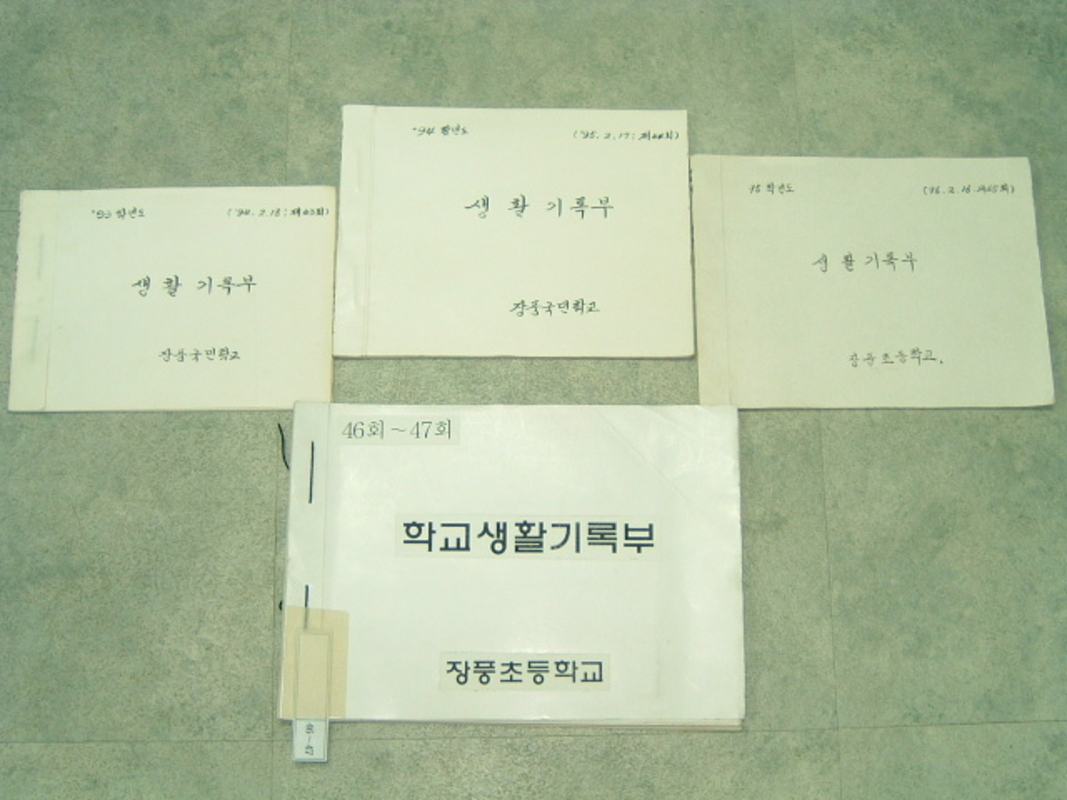 '93 학년도 ('94. 2. 18 : 제43회)
생 활 기록부
장풍국민학교
'94 학년도 ('95. 2. 17 : 제44회)
생 활 기록부
장풍국민학교
95 학년도 ('96. 2. 16. 제45회)
생 활 기록부
장풍초등학교.
46회~47회
학교생활기록부
장풍초등학교